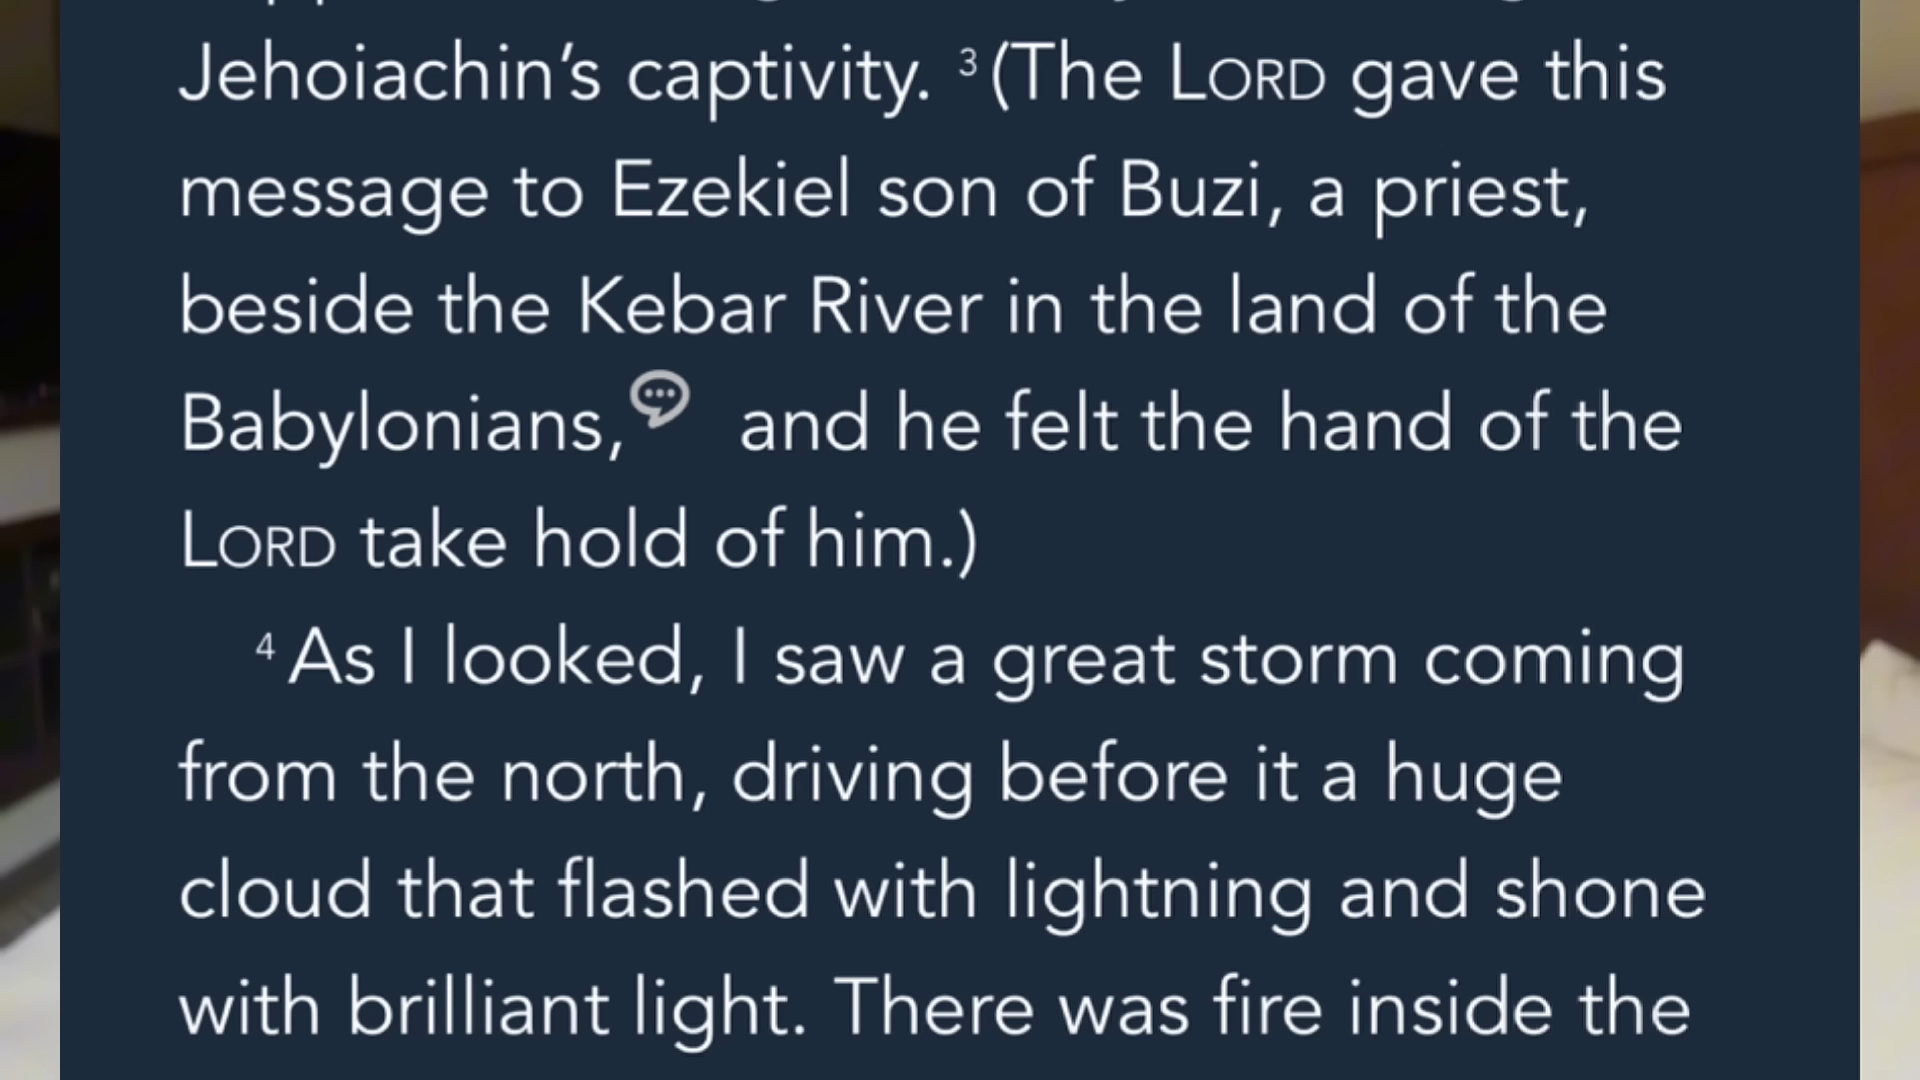 Jehoiachin’s captivity. 3 (The LORD gave this
message to Ezekiel son of Buzi, a priest,
beside the Kebar River in the land of the
Babylonians, and he felt the hand of the
LORD take hold of him.)
4 As I looked, I saw a great storm coming
from the north, driving before it a huge
cloud that flashed with lightning and shone
with brilliant light. There was fire inside the